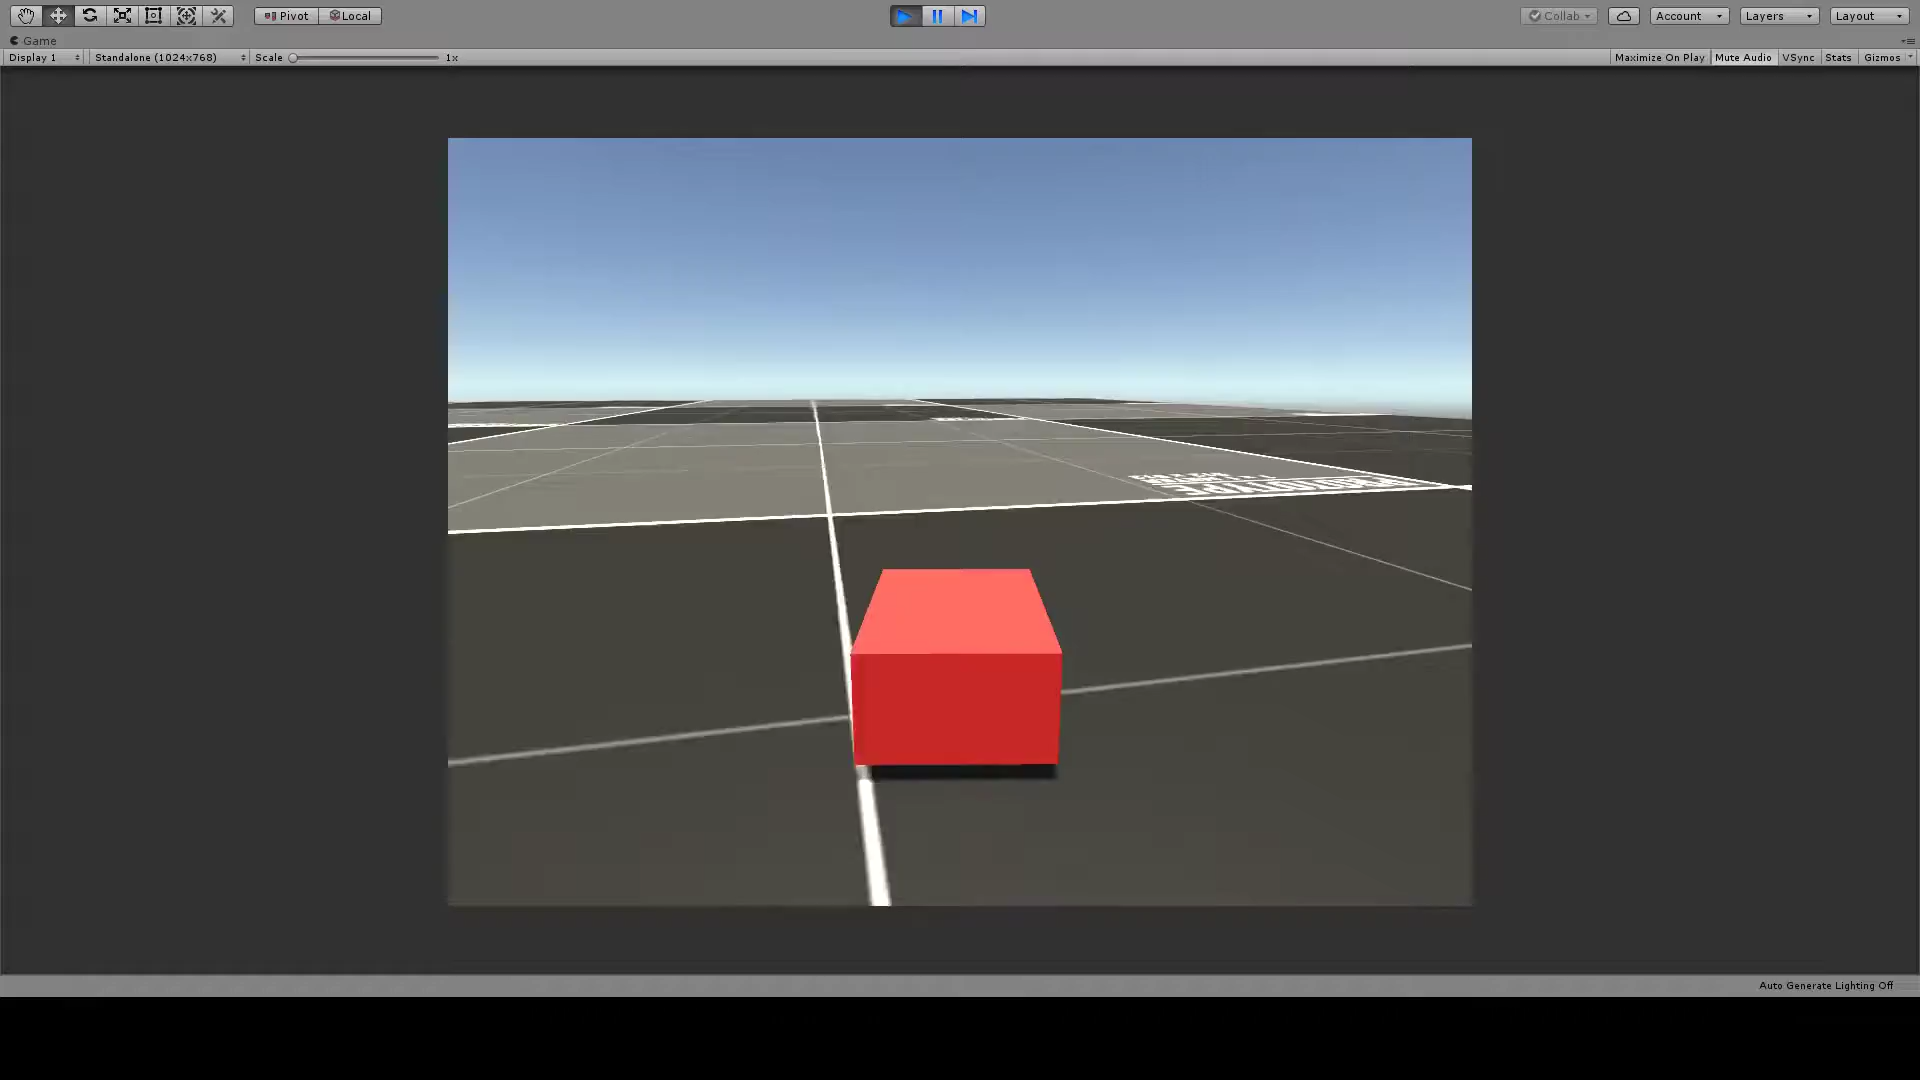 Pivot Local Collab Account Layers Layout
Game
Display 1 Standalone (1024x768) Scale 1x Maximize On Play Mute Audio VSync Stats Gizmos
PROTOTYPE
Auto Generate Lighting Off